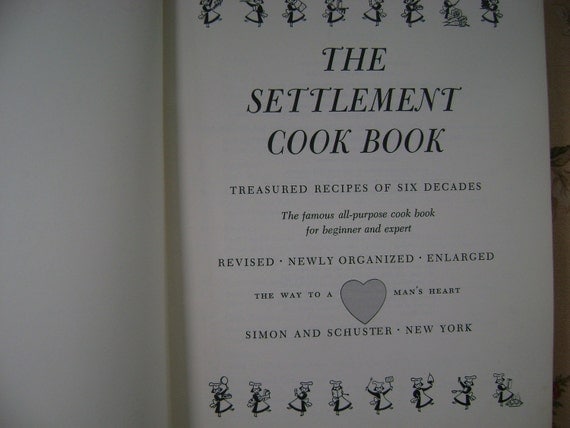 THE
SETTLEMENT
COOK BOOK
TREASURED RECIPES OF SIX DECADES
The famous all-purpose cook book
for beginner and expert
REVISED · NEWLY ORGANIZED · ENLARGED
THE WAY TO A MAN'S HEART
SIMON AND SCHUSTER · NEW YORK